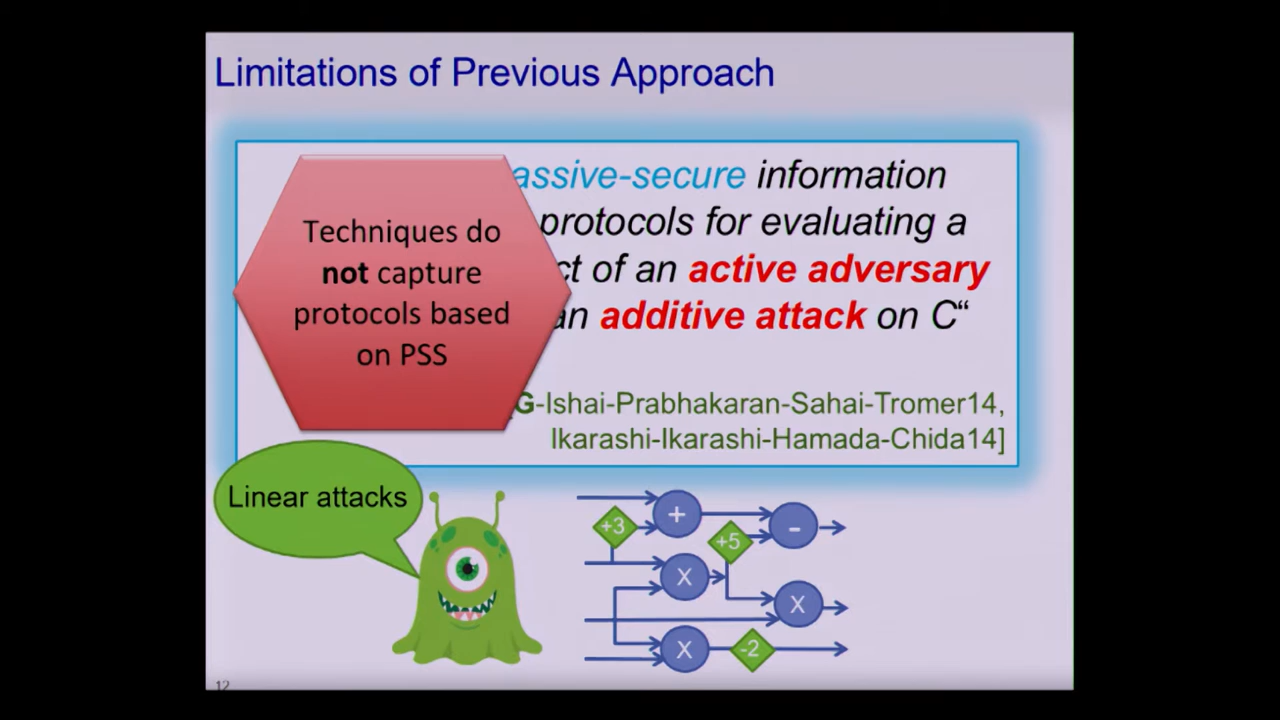 Limitations of Previous Approach
assive-secure information
protocols for evaluating a
ct of an active adversary
an additive attack on C“
Techniques do
not capture
protocols based
on PSS
[G-Ishai-Prabhakaran-Sahai-Tromer14,
Ikarashi-Ikarashi-Hamada-Chida14]
Linear attacks
+3
+
+5
-
X
X
X
-2
12